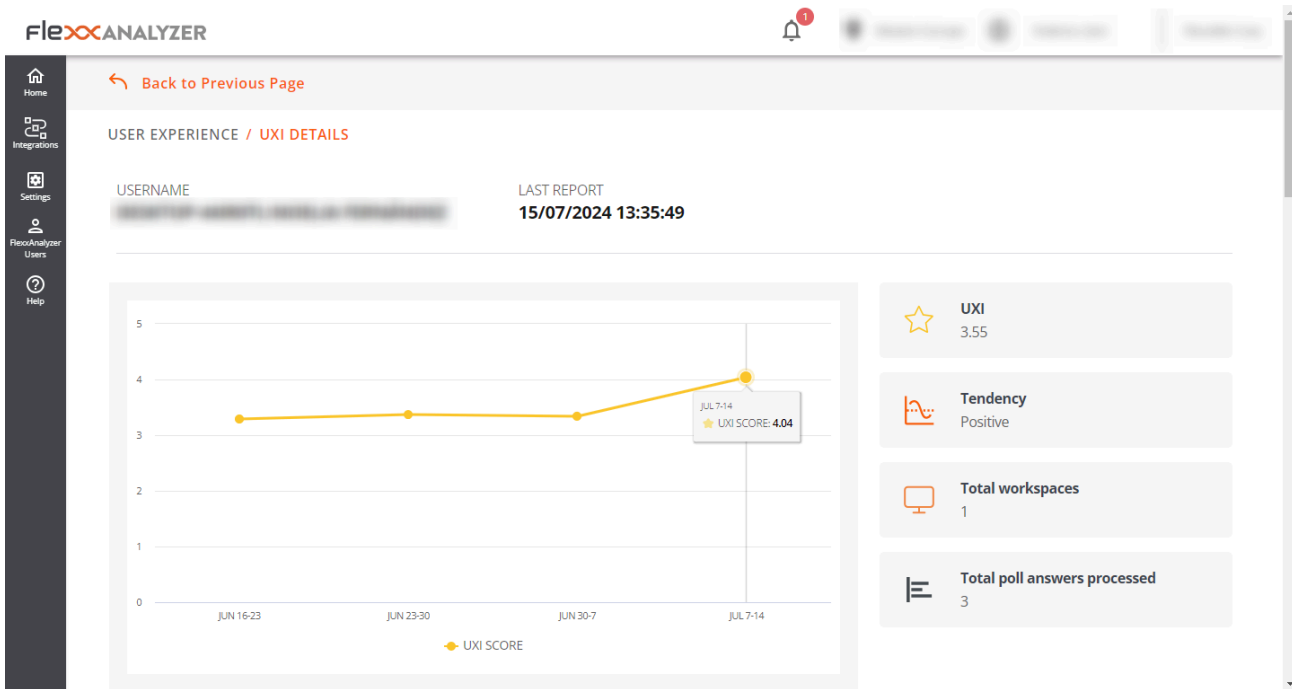 FlexxANALYZER
1
Home
Integrations
Settings
FlexxAnalyzer
Users
Help
Back to Previous Page
USER EXPERIENCE / UXI DETAILS
USERNAME
LAST REPORT
15/07/2024 13:35:49
5
4
3
2
1
0
JUL 7-14
UXI SCORE: 4.04
JUN 16-23
JUN 23-30
JUN 30-7
JUL 7-14
UXI SCORE
UXI
3.55
Tendency
Positive
Total workspaces
1
Total poll answers processed
3